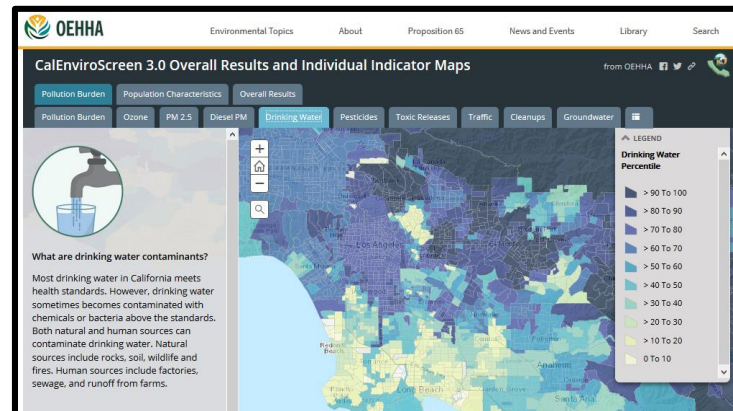 OEHHA
Environmental Topics About Proposition 65 News and Events Library Search
CalEnviroScreen 3.0 Overall Results and Individual Indicator Maps
from OEHHA
Pollution Burden Population Characteristics Overall Results
Pollution Burden Ozone PM 2.5 Diesel PM Drinking Water Pesticides Toxic Releases Traffic Cleanups Groundwater
What are drinking water contaminants?
Most drinking water in California meets
health standards. However, drinking water
sometimes becomes contaminated with
chemicals or bacteria above the standards.
Both natural and human sources can
contaminate drinking water. Natural
sources include rocks, soil, wildlife and
fires. Human sources include factories,
sewage, and runoff from farms.
Los Angeles
Beach
Long Beach
Anaheim
Santa Ana
LEGEND
Drinking Water
Percentile
> 90 To 100
> 80 To 90
> 70 To 80
> 60 To 70
> 50 To 60
> 40 To 50
> 30 To 40
> 20 To 30
> 10 To 20
0 To 10